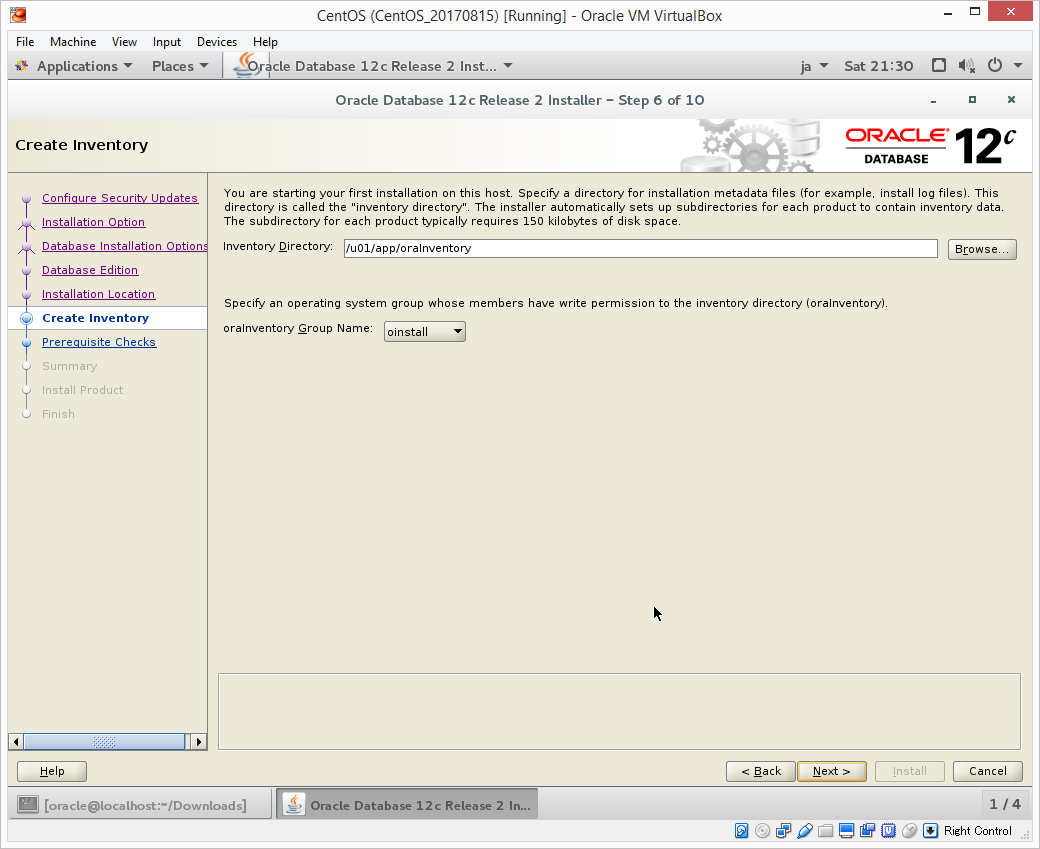 CentOS (CentOS_20170815) [Running] - Oracle VM VirtualBox
File Machine View Input Devices Help
Applications Places Oracle Database 12c Release 2 Inst... ja Sat 21:30
Oracle Database 12c Release 2 Installer – Step 6 of 10
Create Inventory
ORACLE®
DATABASE
12c
Configure Security Updates
Installation Option
Database Installation Options
Database Edition
Installation Location
Create Inventory
Prerequisite Checks
Summary
Install Product
Finish
You are starting your first installation on this host. Specify a directory for installation metadata files (for example, install log files). This
directory is called the "inventory directory". The installer automatically sets up subdirectories for each product to contain inventory data.
The subdirectory for each product typically requires 150 kilobytes of disk space.
Inventory Directory: /u01/app/oraInventory Browse...
Specify an operating system group whose members have write permission to the inventory directory (oraInventory).
oraInventory Group Name: oinstall
Help < Back Next > Install Cancel
[oracle@localhost:~/Downloads] Oracle Database 12c Release 2 In... 1 / 4
Right Control